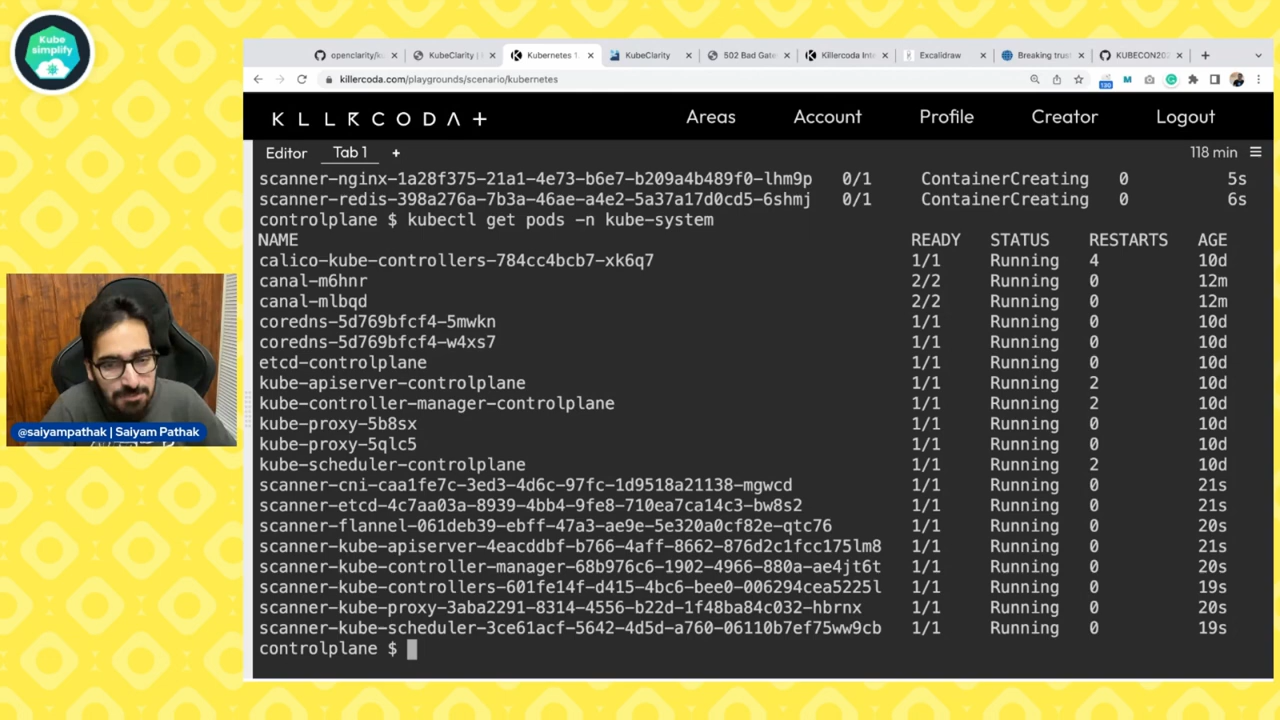 Kube
simplify
openclarity/ku
KubeClarity |
Kubernetes 1.
KubeClarity
502 Bad Gate
Killercoda Inte
Excalidraw
Breaking trust
KUBECON202
killercoda.com/playgrounds/scenario/kubernetes
KLLRCODA+
Areas
Account
Profile
Creator
Logout
Editor
Tab 1
+
118 min
scanner-nginx-1a28f375-21a1-4e73-b6e7-b209a4b489f0-lhm9p 0/1 ContainerCreating 0 5s
scanner-redis-398a276a-7b3a-46ae-a4e2-5a37a17d0cd5-6shmj 0/1 ContainerCreating 0 6s
controlplane $ kubectl get pods -n kube-system
NAME READY STATUS RESTARTS AGE
calico-kube-controllers-784cc4bcb7-xk6q7 1/1 Running 4 10d
canal-m6hnr 2/2 Running 0 12m
canal-mlbqd 2/2 Running 0 12m
coredns-5d769bfcf4-5mwkn 1/1 Running 0 10d
coredns-5d769bfcf4-w4xs7 1/1 Running 0 10d
etcd-controlplane 1/1 Running 0 10d
kube-apiserver-controlplane 1/1 Running 2 10d
kube-controller-manager-controlplane 1/1 Running 2 10d
kube-proxy-5b8sx 1/1 Running 0 10d
kube-proxy-5qlc5 1/1 Running 0 10d
kube-scheduler-controlplane 1/1 Running 2 10d
scanner-cni-caa1fe7c-3ed3-4d6c-97fc-1d9518a21138-mgwcd 1/1 Running 0 21s
scanner-etcd-4c7aa03a-8939-4bb4-9fe8-710ea7ca14c3-bw8s2 1/1 Running 0 21s
scanner-flannel-061deb39-ebff-47a3-ae9e-5e320a0cf82e-qtc76 1/1 Running 0 20s
scanner-kube-apiserver-4eacddbf-b766-4aff-8662-876d2c1fcc175lm8 1/1 Running 0 21s
scanner-kube-controller-manager-68b976c6-1902-4966-880a-ae4jt6t 1/1 Running 0 20s
scanner-kube-controllers-601fe14f-d415-4bc6-bee0-006294cea5225l 1/1 Running 0 19s
scanner-kube-proxy-3aba2291-8314-4556-b22d-1f48ba84c032-hbrnx 1/1 Running 0 20s
scanner-kube-scheduler-3ce61acf-5642-4d5d-a760-06110b7ef75ww9cb 1/1 Running 0 19s
controlplane $
@saiyampathak | Saiyam Pathak